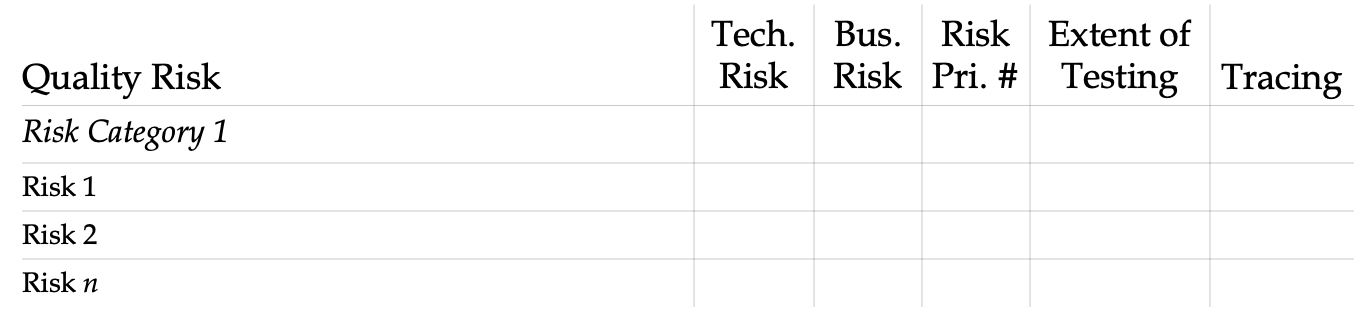 Tech. Bus. Risk Extent of
Quality Risk Risk Risk Pri. # Testing Tracing
Risk Category 1
Risk 1
Risk 2
Risk n